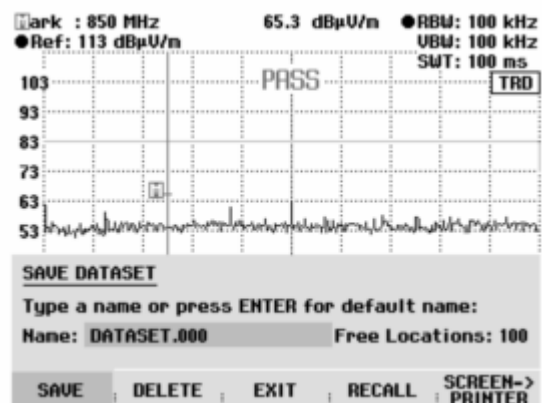 Mark : 850 MHz 65.3 dBµV/m ●RBW: 100 kHz
●Ref: 113 dBµV/m VBW: 100 kHz
SWT: 100 ms
103 PASS TRD
93
83
73
63
53
SAVE DATASET
Type a name or press ENTER for default name:
Name: DATASET.000 Free Locations: 100
SAVE DELETE EXIT RECALL SCREEN->
PRINTER